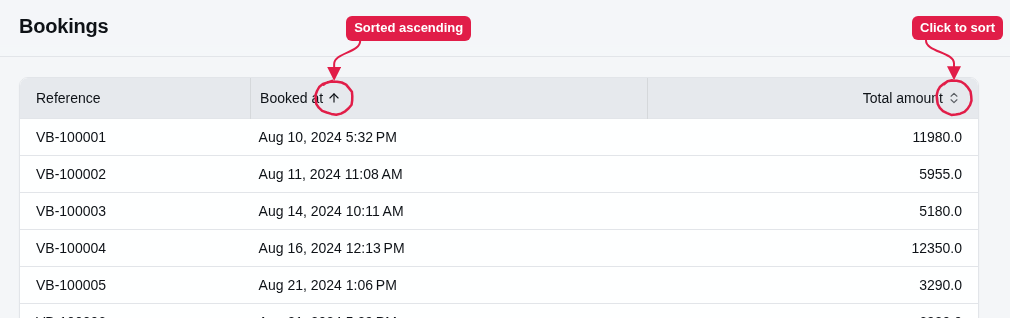 Bookings
Sorted ascending
Click to sort
Reference Booked at Total amount
VB-100001 Aug 10, 2024 5:32 PM 11980.0
VB-100002 Aug 11, 2024 11:08 AM 5955.0
VB-100003 Aug 14, 2024 10:11 AM 5180.0
VB-100004 Aug 16, 2024 12:13 PM 12350.0
VB-100005 Aug 21, 2024 1:06 PM 3290.0